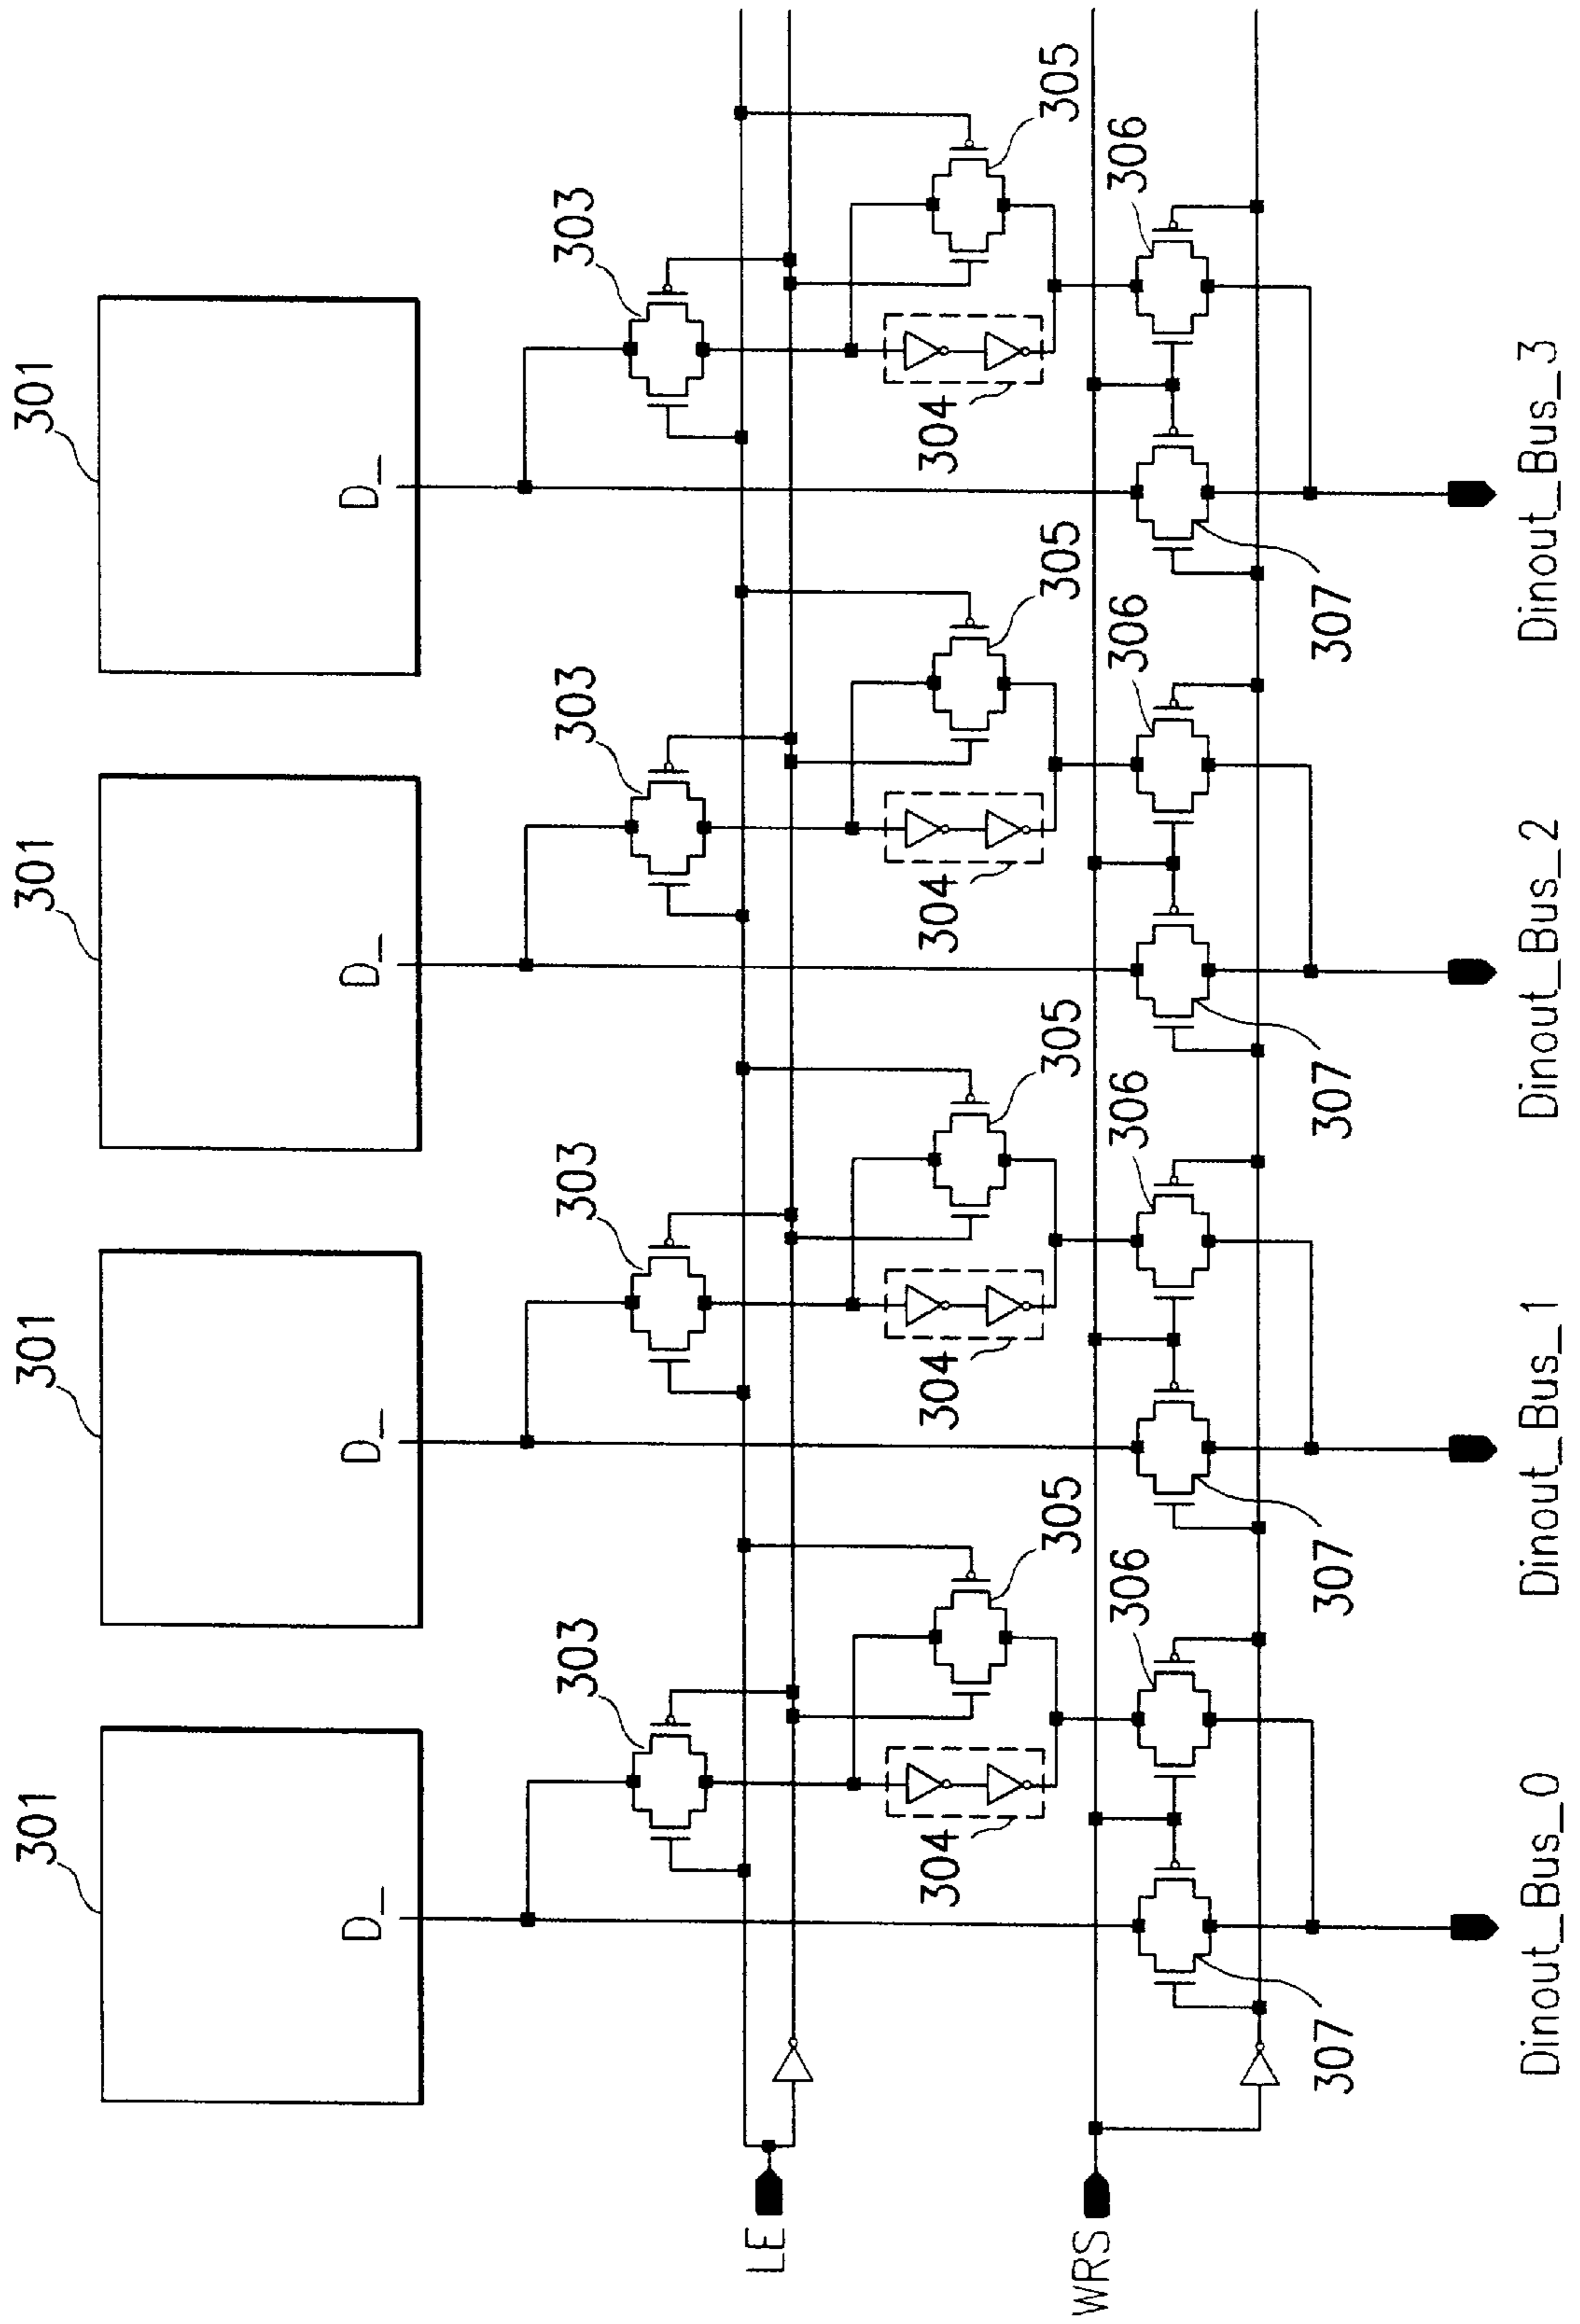 301 301 301 301
D_ D_ D_ D_
303 303 303 303
LE
304 305 304 305 304 305 304 305
WRS
306 306 306 306
307 307 307 307
Dinout_Bus_0 Dinout_Bus_1 Dinout_Bus_2 Dinout_Bus_3